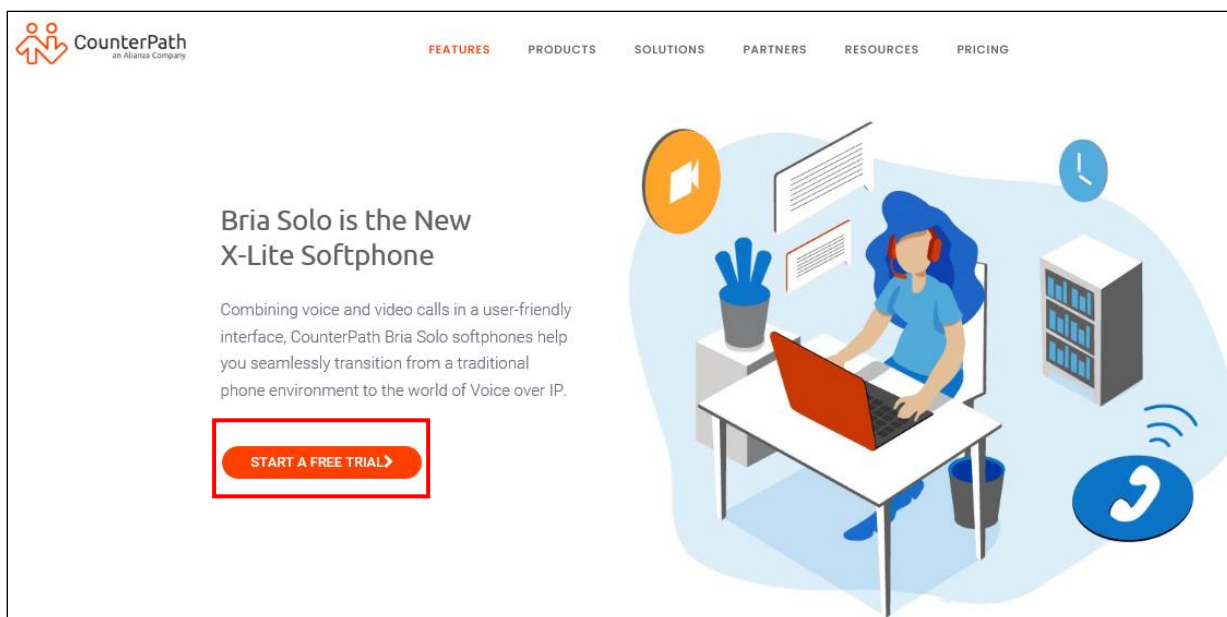 CounterPath
an Alianza Company
FEATURES PRODUCTS SOLUTIONS PARTNERS RESOURCES PRICING
Bria Solo is the New
X-Lite Softphone
Combining voice and video calls in a user-friendly
interface, CounterPath Bria Solo softphones help
you seamlessly transition from a traditional
phone environment to the world of Voice over IP.
START A FREE TRIAL